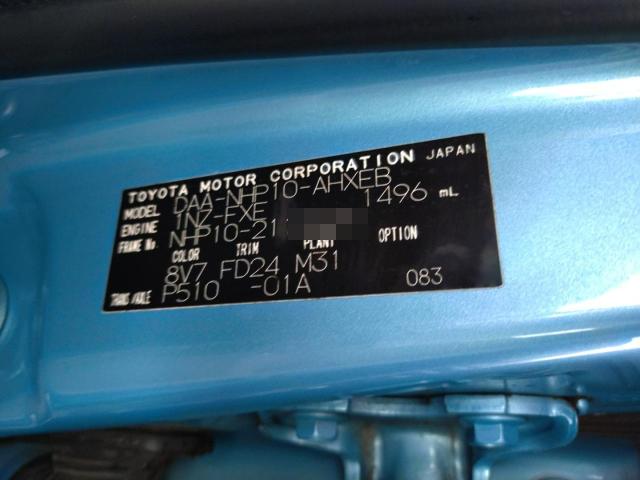 TOYOTA MOTOR CORPORATION JAPAN
MODEL DAA-NHP10-AHXEB
ENGINE 1NZ-FXE 1496 mL
FRAME No. NHP10-21
COLOR TRIM PLANT OPTION
8V7 FD24 M31
TRANS/AXLE P510 -01A 083